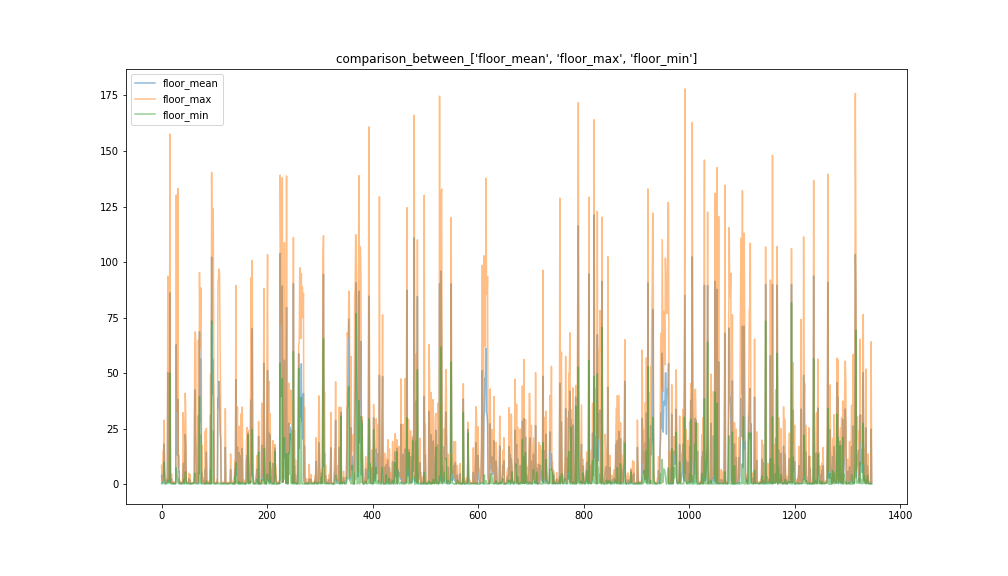 comparison_between_['floor_mean', 'floor_max', 'floor_min']
floor_mean
floor_max
floor_min
175
150
125
100
75
50
25
0
0 200 400 600 800 1000 1200 1400